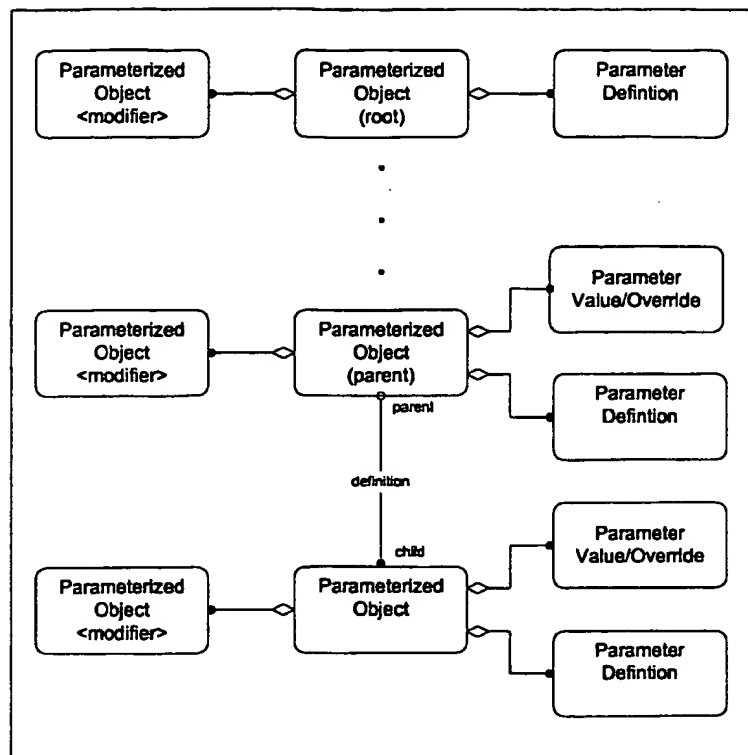 Parameterized
Object
<modifier>
Parameterized
Object
(root)
Parameter
Defintion
Parameter
Value/Override
Parameterized
Object
<modifier>
Parameterized
Object
(parent)
parent
Parameter
Defintion
definition
child
Parameter
Value/Override
Parameterized
Object
<modifier>
Parameterized
Object
Parameter
Defintion